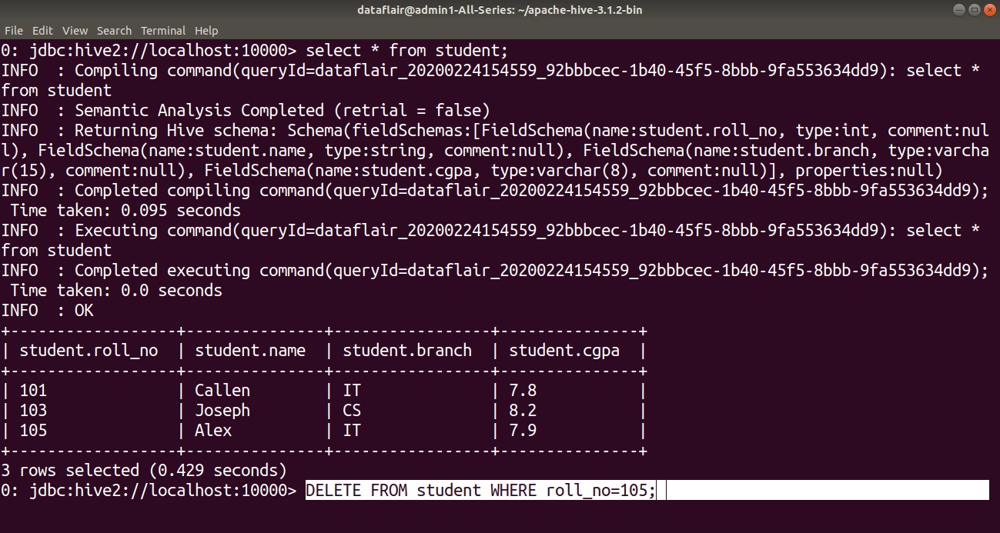 dataflair@admin1-All-Series: ~/apache-hive-3.1.2-bin
File Edit View Search Terminal Help
0: jdbc:hive2://localhost:10000> select * from student;
INFO  : Compiling command(queryId=dataflair_20200224154559_92bbbcec-1b40-45f5-8bbb-9fa553634dd9): select *
from student
INFO  : Semantic Analysis Completed (retrial = false)
INFO  : Returning Hive schema: Schema(fieldSchemas:[FieldSchema(name:student.roll_no, type:int, comment:nul
l), FieldSchema(name:student.name, type:string, comment:null), FieldSchema(name:student.branch, type:varcha
r(15), comment:null), FieldSchema(name:student.cgpa, type:varchar(8), comment:null)], properties:null)
INFO  : Completed compiling command(queryId=dataflair_20200224154559_92bbbcec-1b40-45f5-8bbb-9fa553634dd9);
 Time taken: 0.095 seconds
INFO  : Executing command(queryId=dataflair_20200224154559_92bbbcec-1b40-45f5-8bbb-9fa553634dd9): select *
from student
INFO  : Completed executing command(queryId=dataflair_20200224154559_92bbbcec-1b40-45f5-8bbb-9fa553634dd9);
 Time taken: 0.0 seconds
INFO  : OK
+------------------+---------------+-----------------+---------------+
| student.roll_no  | student.name  | student.branch  | student.cgpa  |
+------------------+---------------+-----------------+---------------+
| 101              | Callen        | IT              | 7.8           |
| 103              | Joseph        | CS              | 8.2           |
| 105              | Alex          | IT              | 7.9           |
+------------------+---------------+-----------------+---------------+
3 rows selected (0.429 seconds)
0: jdbc:hive2://localhost:10000> DELETE FROM student WHERE roll_no=105;